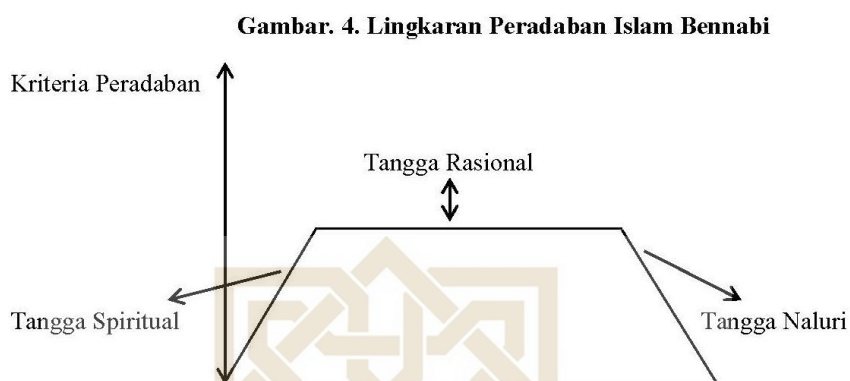 Gambar. 4. Lingkaran Peradaban Islam Bennabi
Kriteria Peradaban
Tangga Rasional
Tangga Spiritual
Tangga Naluri